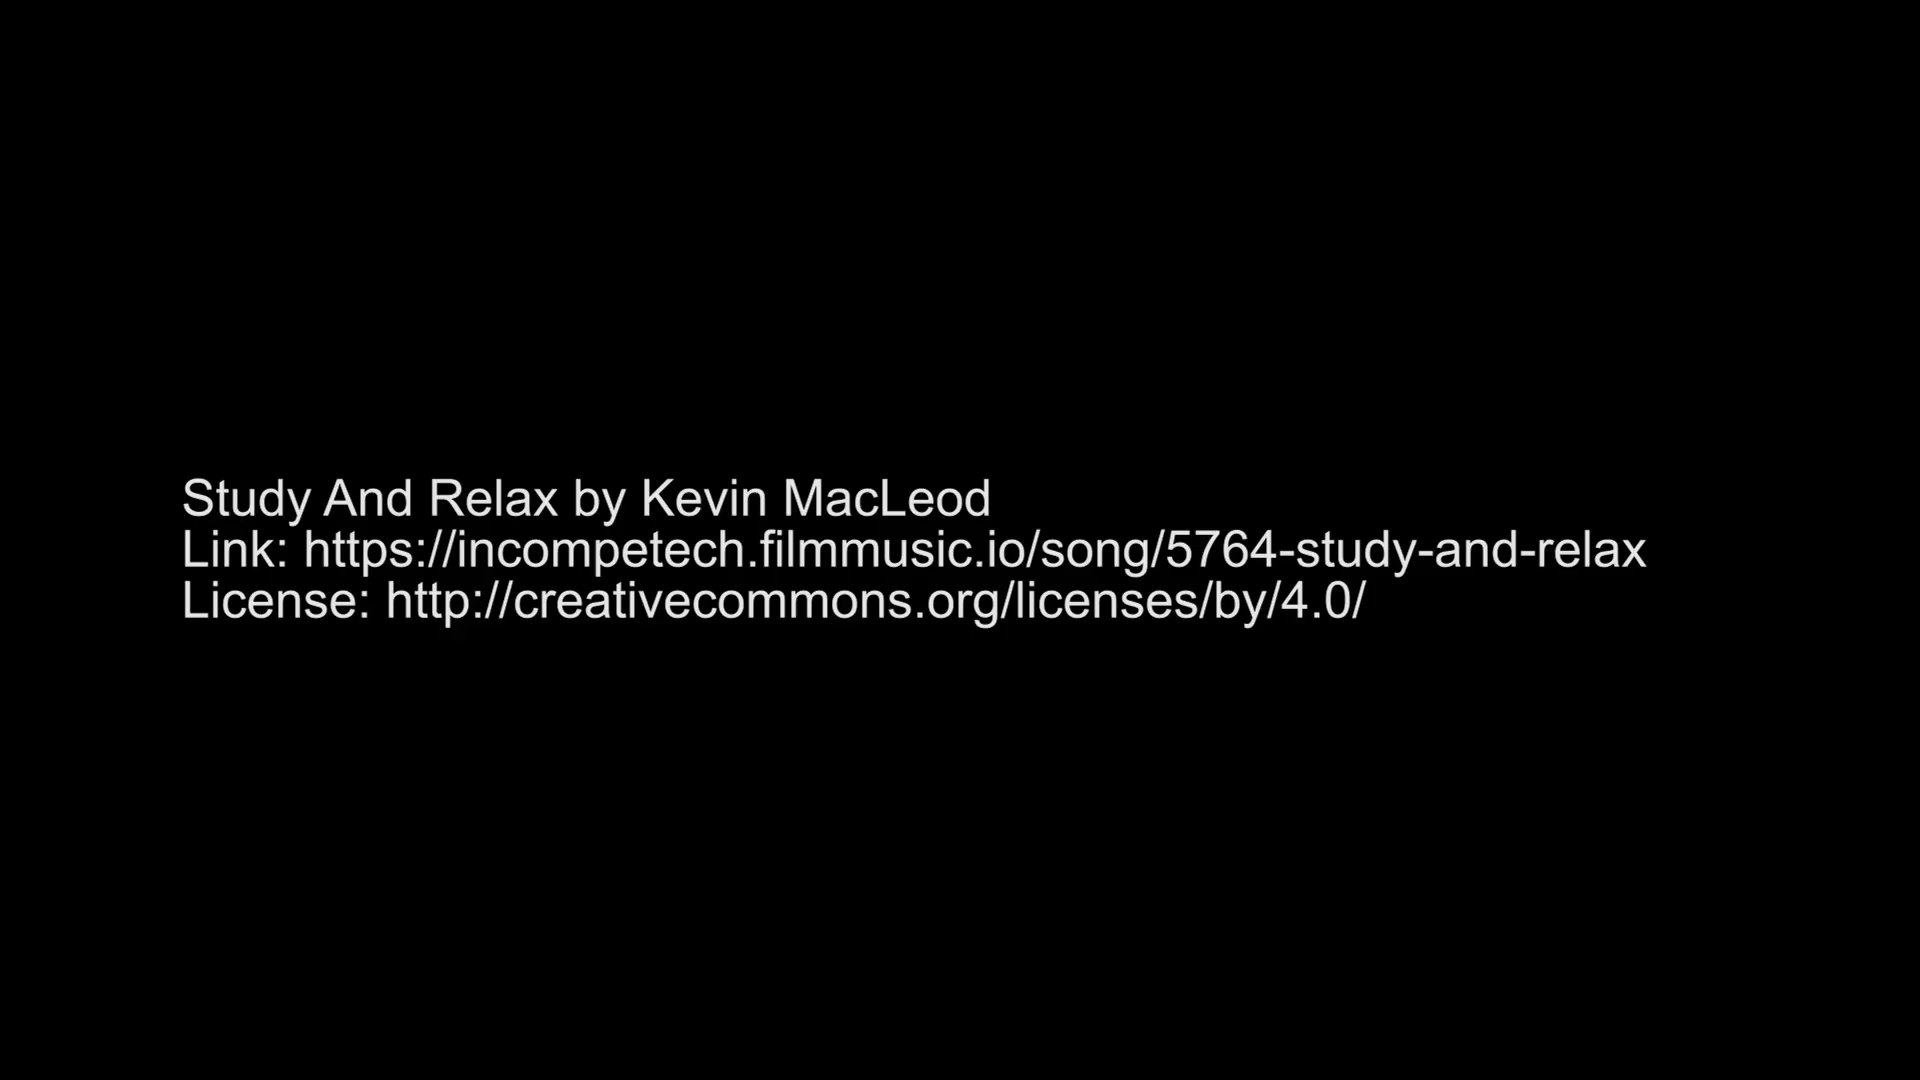 Study And Relax by Kevin MacLeod
Link: https://incompetech.filmmusic.io/song/5764-study-and-relax
License: http://creativecommons.org/licenses/by/4.0/